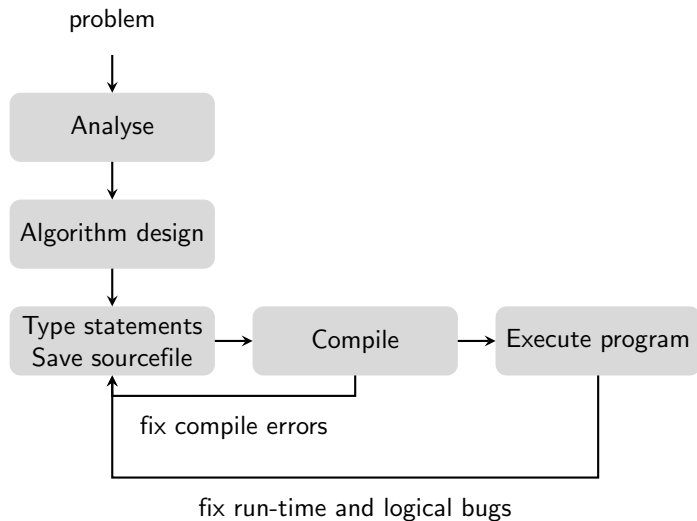 problem
Analyse
Algorithm design
Type statements
Save sourcefile
Compile
Execute program
fix compile errors
fix run-time and logical bugs